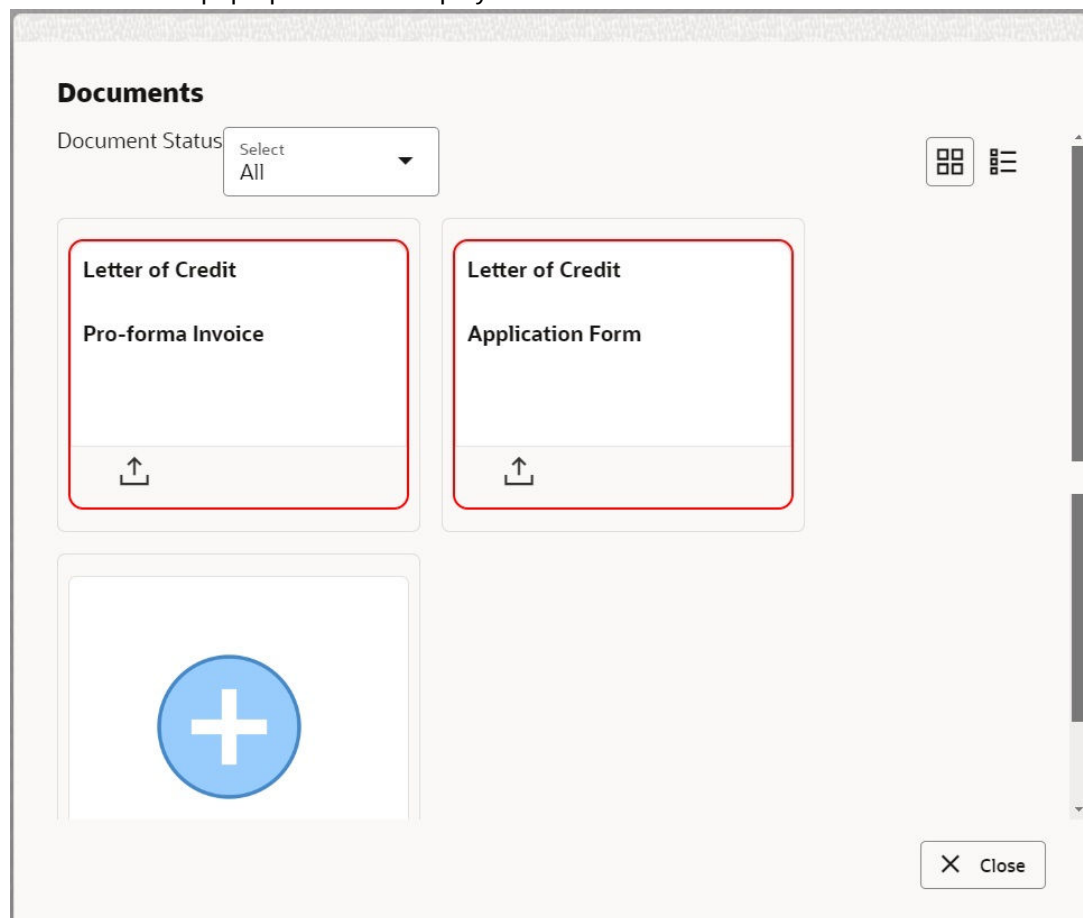 Documents
Document Status
Select
All
Letter of Credit
Pro-forma Invoice
Letter of Credit
Application Form
Close